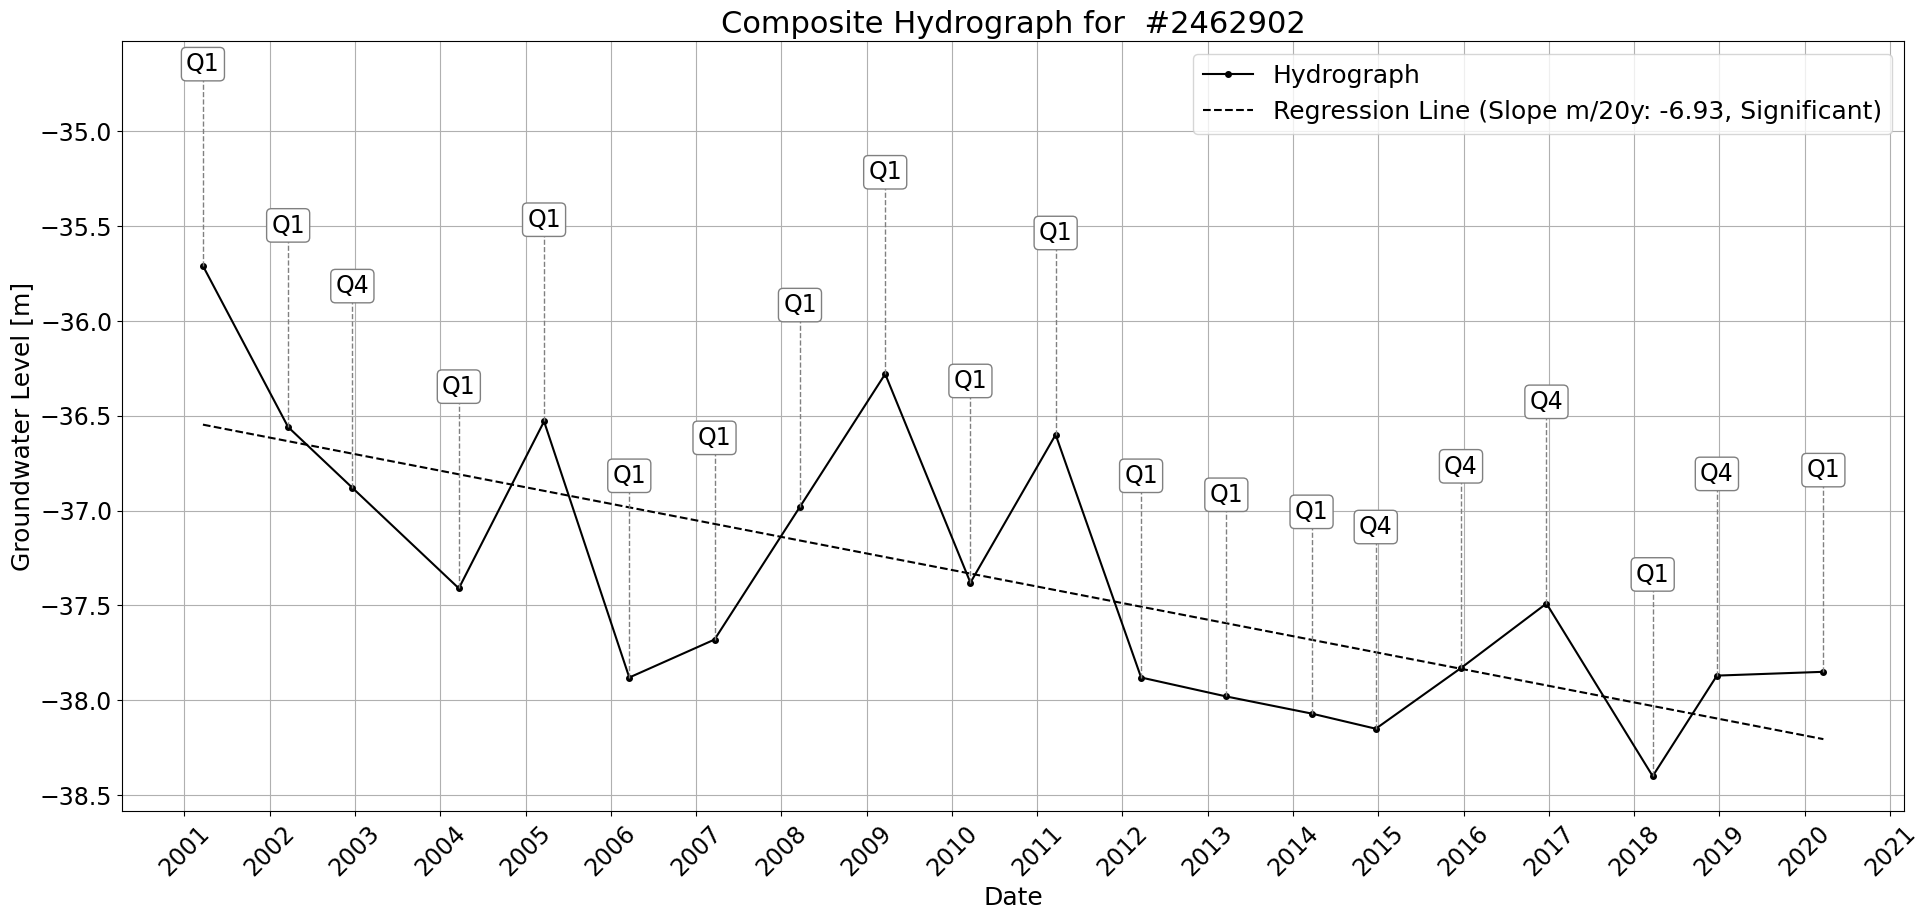 Composite Hydrograph for  #2462902
Hydrograph
Regression Line (Slope m/20y: -6.93, Significant)
Groundwater Level [m]
−35.0
−35.5
−36.0
−36.5
−37.0
−37.5
−38.0
−38.5
Q1
Q1
Q4
Q1
Q1
Q1
Q1
Q1
Q1
Q1
Q1
Q1
Q1
Q1
Q4
Q4
Q4
Q1
Q4
Q1
2001
2002
2003
2004
2005
2006
2007
2008
2009
2010
2011
2012
2013
2014
2015
2016
2017
2018
2019
2020
2021
Date